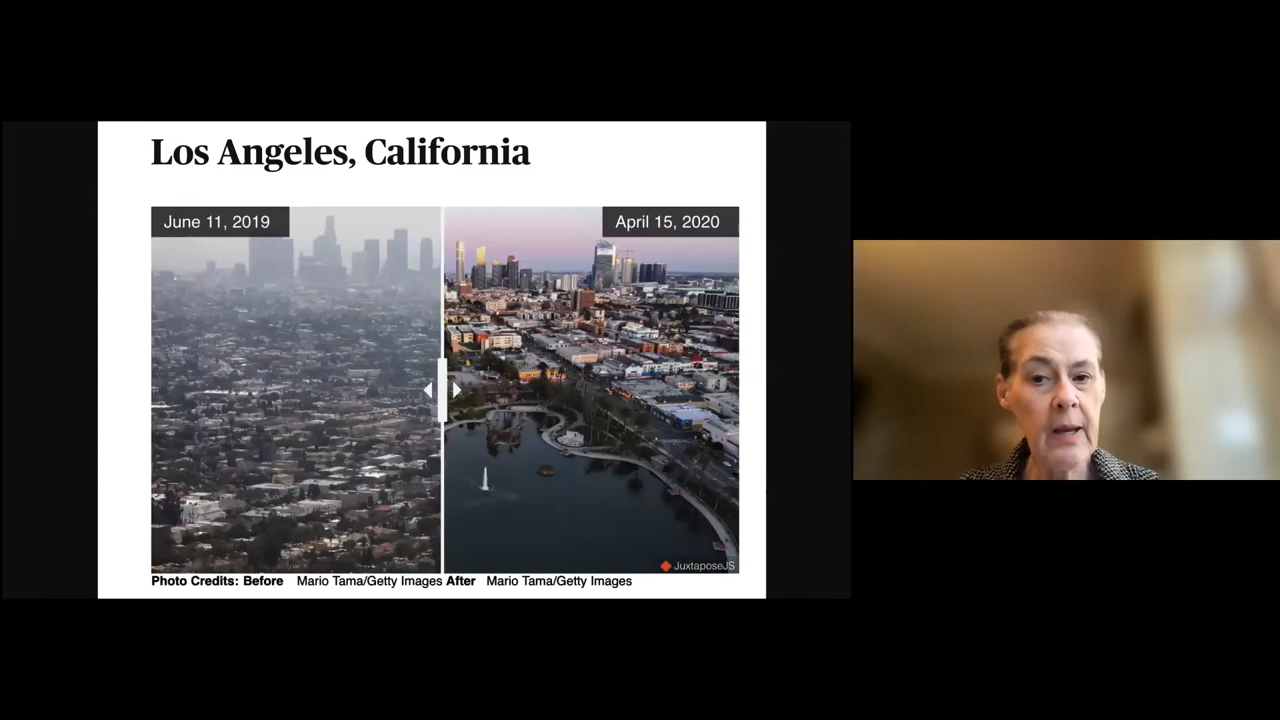 Los Angeles, California
June 11, 2019
April 15, 2020
JuxtaposeJS
Photo Credits: Before Mario Tama/Getty Images After Mario Tama/Getty Images